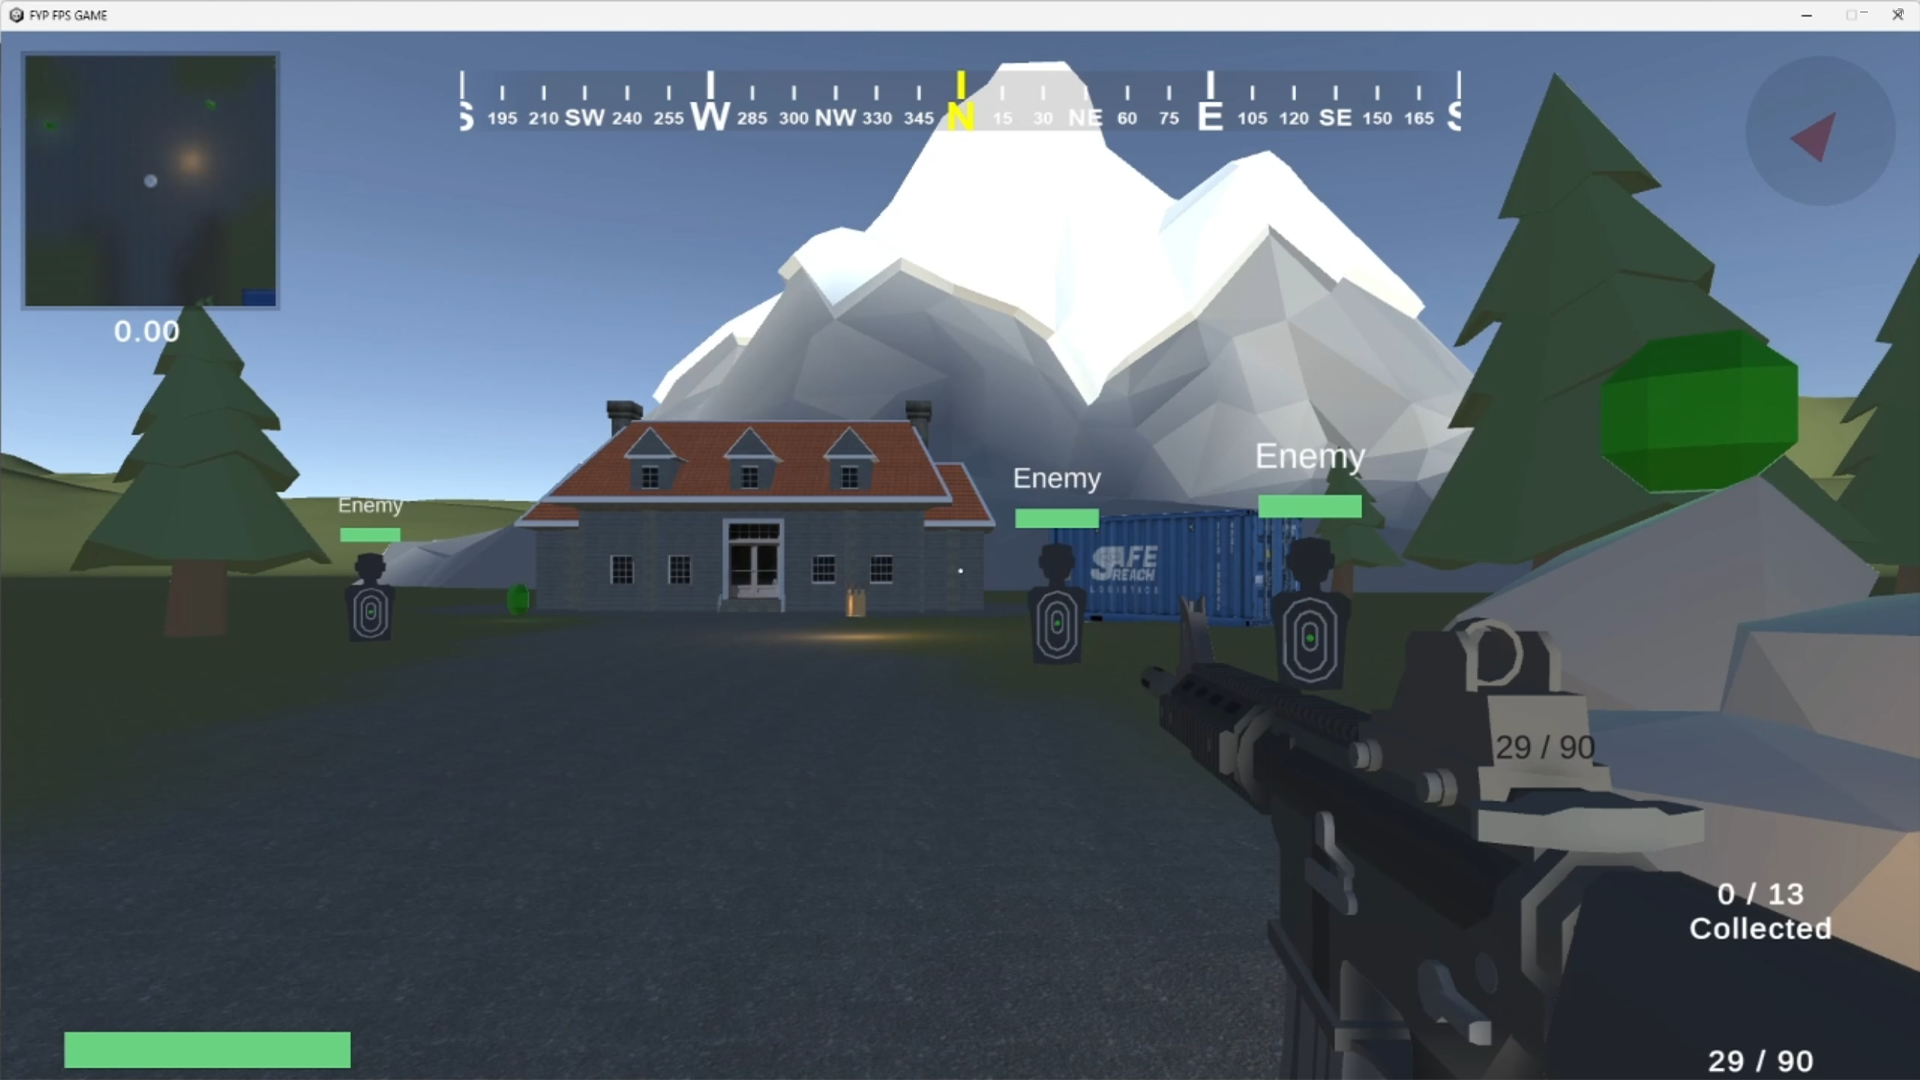 FYP FPS GAME
S 195 210 SW 240 255 W 285 300 NW 330 345 N 15 30 NE 60 75 E 105 120 SE 150 165 S
0.00
Enemy
Enemy
Enemy
SAFE
REACH
LOGISTICS
29 / 90
0 / 13
Collected
29 / 90